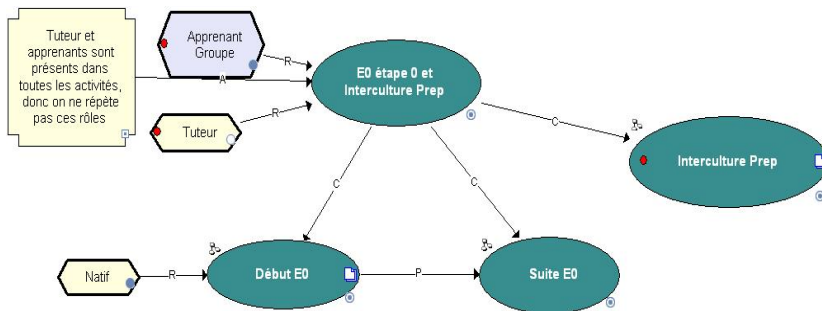 Tuteur et
apprenants sont
présents dans
toutes les activités,
donc on ne répète
pas ces rôles
Apprenant
Groupe
R
A
R
Tuteur
E0 étape 0 et
Interculture Prep
C
Interculture Prep
C
C
Natif
R
Début E0
P
Suite E0